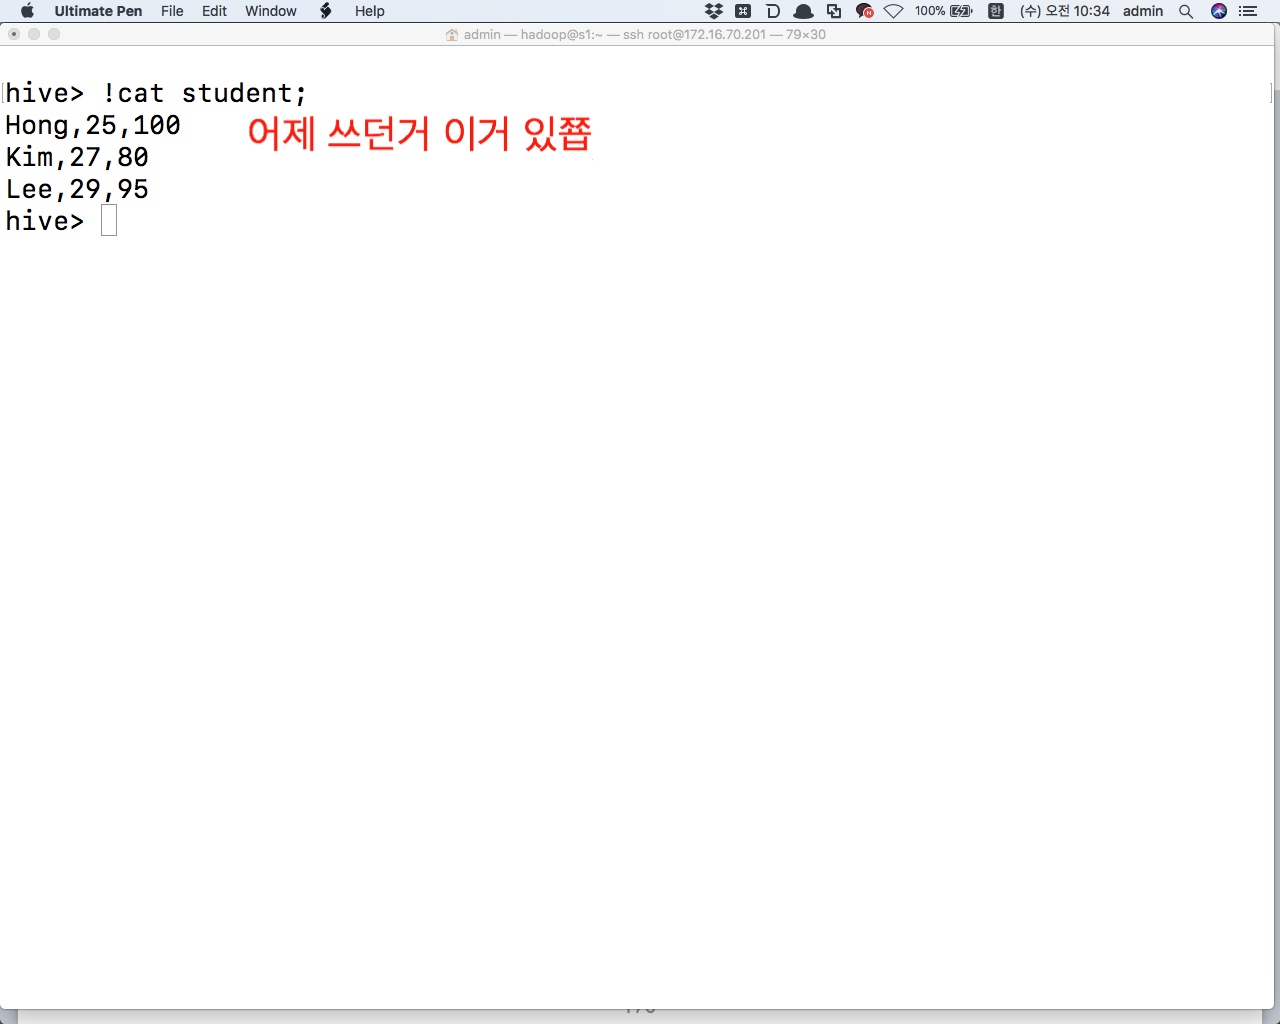 Ultimate Pen File Edit Window Help 100% 한 (수) 오전 10:34 admin
admin — hadoop@s1:~ — ssh root@172.16.70.201 — 79×30
hive> !cat student;
Hong,25,100
어제 쓰던거 이거 있쯥
Kim,27,80
Lee,29,95
hive>